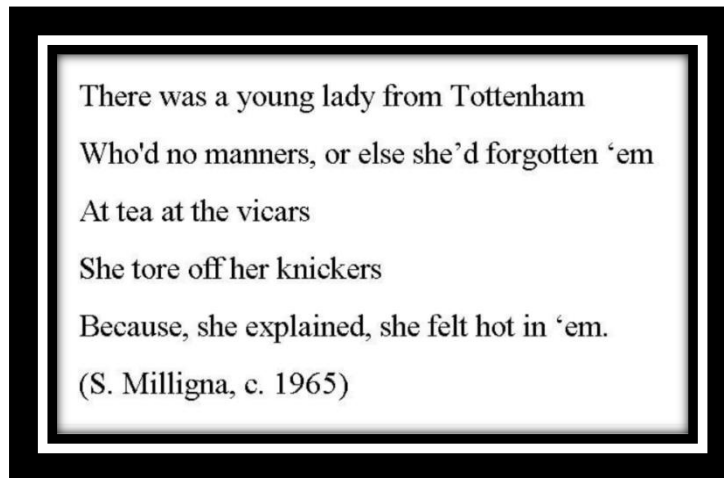 There was a young lady from Tottenham
Who'd no manners, or else she’d forgotten ‘em
At tea at the vicars
She tore off her knickers
Because, she explained, she felt hot in ‘em.
(S. Milligna, c. 1965)